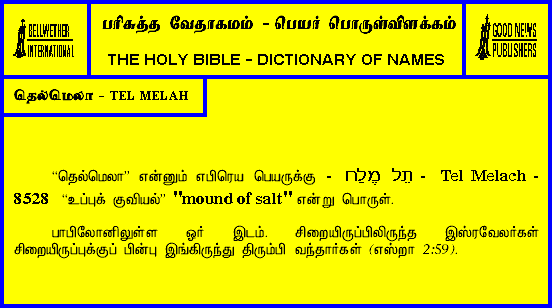 BELLWETHER
INTERNATIONAL
பரிசுத்த வேதாகமம் - பெயர் பொருள்விளக்கம்
THE HOLY BIBLE - DICTIONARY OF NAMES
GOOD NEWS
PUBLISHERS
தெல்மெலா - TEL MELAH
“தெல்மெலா” என்னும் எபிரெய பெயருக்கு - תֵּל מֶלַח - Tel Melach -
8528 “உப்புக் குவியல்” "mound of salt" என்று பொருள்.
பாபிலோனிலுள்ள ஓர் இடம். சிறையிருப்பிலிருந்த இஸ்ரவேலர்கள்
சிறையிருப்புக்குப் பின்பு இங்கிருந்து திரும்பி வந்தார்கள் (எஸ்றா 2:59).